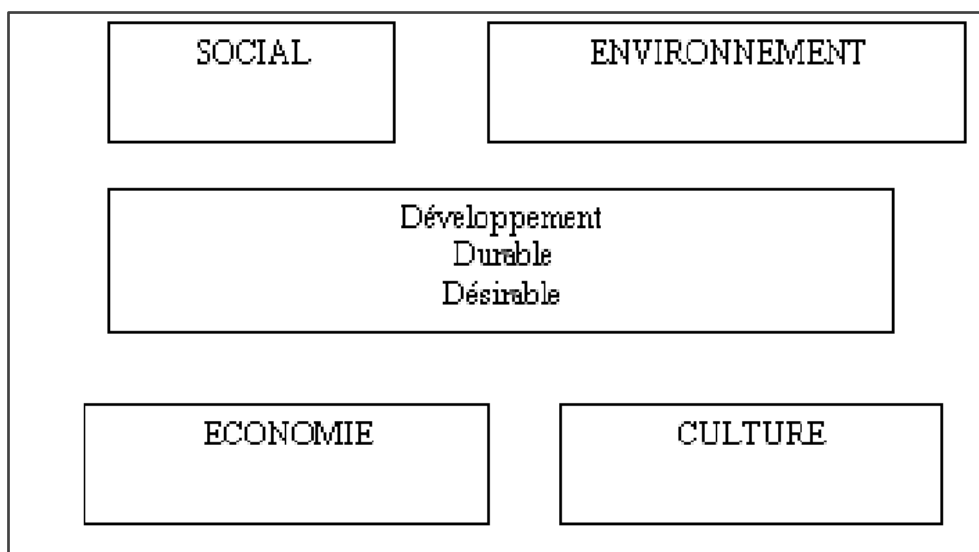 SOCIAL
ENVIRONNEMENT
Développement
Durable
Désirable
ECONOMIE
CULTURE